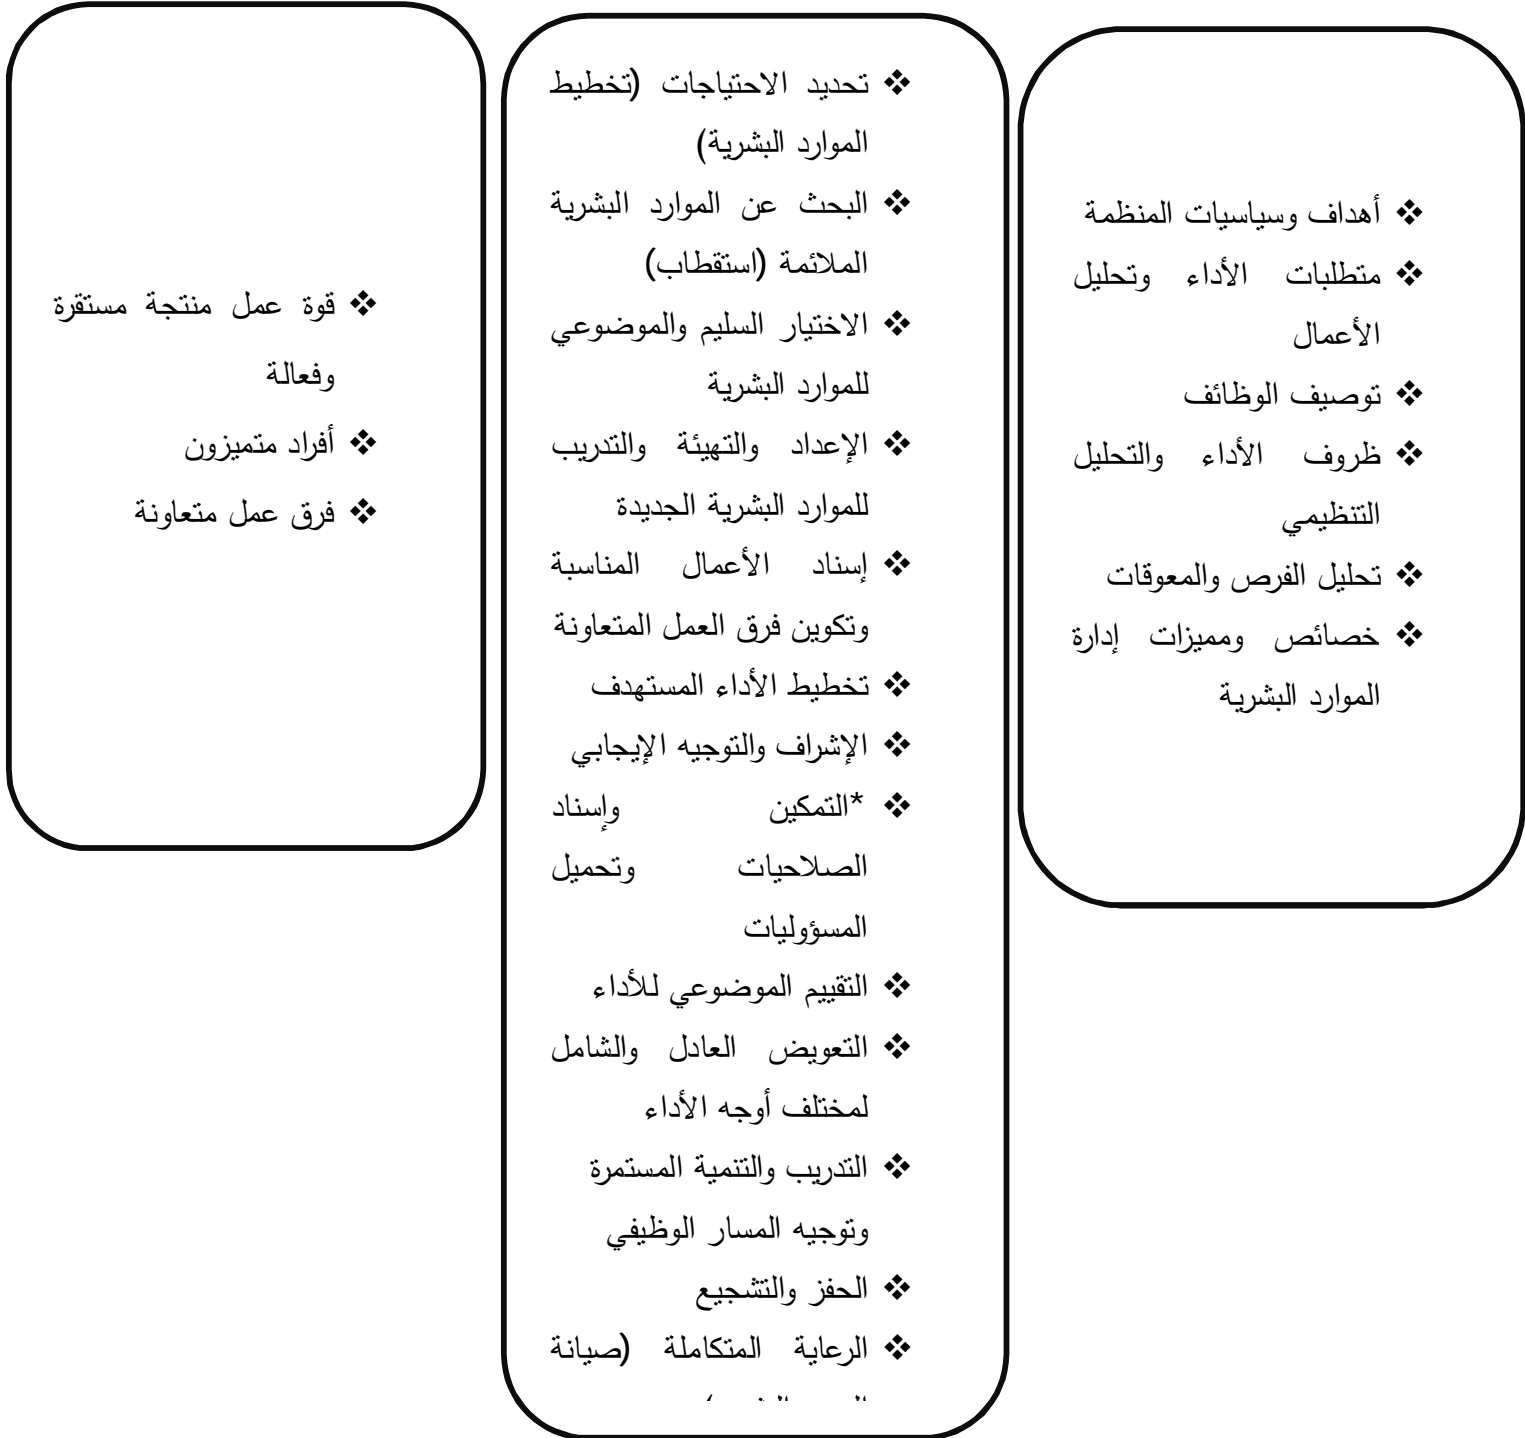 ❖ أهداف وسياسيات المنظمة
❖ متطلبات الأداء وتحليل
الأعمال
❖ توصيف الوظائف
❖ ظروف الأداء والتحليل
التنظيمي
❖ تحليل الفرص والمعوقات
❖ خصائص ومميزات إدارة
الموارد البشرية
❖ تحديد الاحتياجات (تخطيط
الموارد البشرية)
❖ البحث عن الموارد البشرية
الملائمة (استقطاب)
❖ الاختيار السليم والموضوعي
للموارد البشرية
❖ الإعداد والتهيئة والتدريب
للموارد البشرية الجديدة
❖ إسناد الأعمال المناسبة
وتكوين فرق العمل المتعاونة
❖ تخطيط الأداء المستهدف
❖ الإشراف والتوجيه الإيجابي
❖ *التمكين وإسناد
الصلاحيات وتحميل
المسؤوليات
❖ التقييم الموضوعي للأداء
❖ التعويض العادل والشامل
لمختلف أوجه الأداء
❖ التدريب والتنمية المستمرة
وتوجيه المسار الوظيفي
❖ الحفز والتشجيع
❖ الرعاية المتكاملة (صيانة
❖ قوة عمل منتجة مستقرة
وفعالة
❖ أفراد متميزون
❖ فرق عمل متعاونة